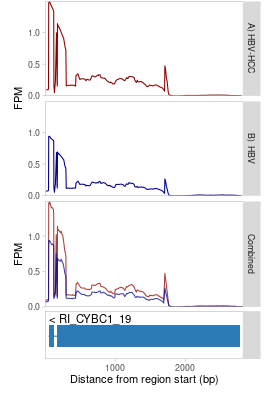 1.0
0.5
0.0
FPM
A) HBV-HCC
1.0
0.5
0.0
B) HBV
1.0
0.5
0.0
FPM
Combined
< RI_CYBC1_19
1000
2000
Distance from region start (bp)